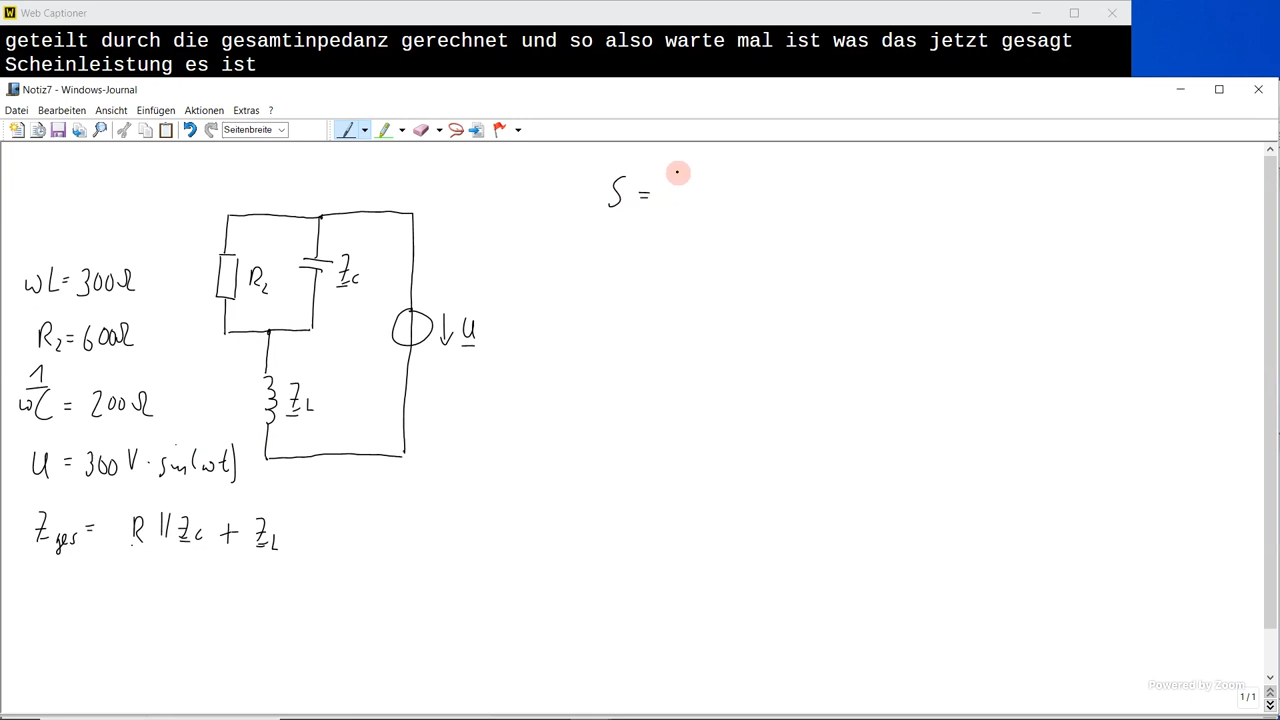 Web Captioner
geteilt durch die gesamtinpedanz gerechnet und so also warte mal ist was das jetzt gesagt
Scheinleistung es ist
Notiz7 - Windows-Journal
Datei Bearbeiten Ansicht Einfügen Aktionen Extras ?
Seitenbreite
S =
R2
ZC
ωL = 300Ω
R2 = 600Ω
U
1/ωC = 200Ω
ZL
U = 300 V · sin(ωt)
Zges = R || ZC + ZL
Powered by Zoom
1/1